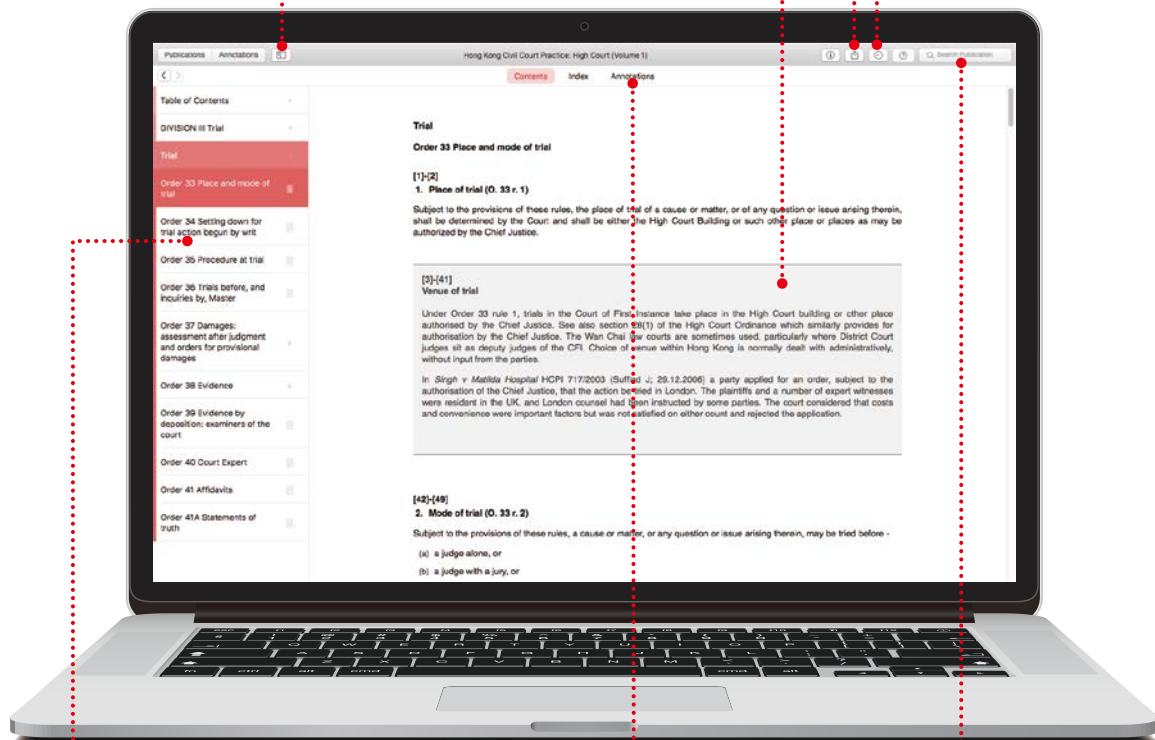 Publications Annotations
Hong Kong Civil Court Practice: High Court (Volume 1)
Search Publication
Contents Index Annotations
Table of Contents
DIVISION III Trial
Trial
Order 33 Place and mode of
trial
Order 34 Setting down for
trial action begun by writ
Order 35 Procedure at trial
Order 36 Trials before, and
inquiries by, Master
Order 37 Damages:
assessment after judgment
and orders for provisional
damages
Order 38 Evidence
Order 39 Evidence by
deposition: examiners of the
court
Order 40 Court Expert
Order 41 Affidavits
Order 41A Statements of
truth
Trial
Order 33 Place and mode of trial
[1]-[2]
1. Place of trial (O. 33 r. 1)
Subject to the provisions of these rules, the place of trial of a cause or matter, or of any question or issue arising therein,
shall be determined by the Court and shall be either the High Court Building or such other place or places as may be
authorized by the Chief Justice.
[3]-[41]
Venue of trial
Under Order 33 rule 1, trials in the Court of First Instance take place in the High Court building or other place
authorised by the Chief Justice. See also section 28(1) of the High Court Ordinance which similarly provides for
authorisation by the Chief Justice. The Wan Chai law courts are sometimes used, particularly where District Court
judges sit as deputy judges of the CFI. Choice of venue within Hong Kong is normally dealt with administratively,
without input from the parties.
In Singh v Matilda Hospital HCPI 717/2003 (Suffiad J; 29.12.2006) a party applied for an order, subject to the
authorisation of the Chief Justice, that the action be tried in London. The plaintiffs and a number of expert witnesses
were resident in the UK, and London counsel had been instructed by some parties. The court considered that costs
and convenience were important factors but was not satisfied on either count and rejected the application.
[42]-[49]
2. Mode of trial (O. 33 r. 2)
Subject to the provisions of these rules, a cause or matter, or any question or issue arising therein, may be tried before -
(a) a judge alone, or
(b) a judge with a jury, or